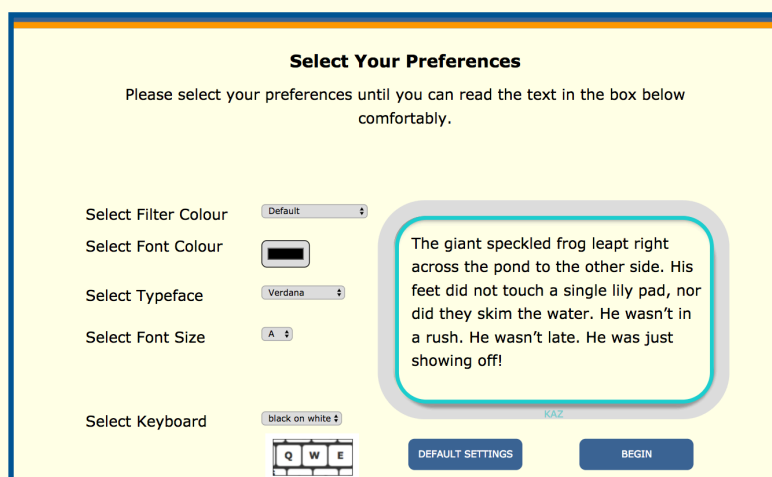 Select Your Preferences
Please select your preferences until you can read the text in the box below
comfortably.
Select Filter Colour
Default
Select Font Colour
Select Typeface
Verdana
Select Font Size
A
The giant speckled frog leapt right
across the pond to the other side. His
feet did not touch a single lily pad, nor
did they skim the water. He wasn’t in
a rush. He wasn’t late. He was just
showing off!
KAZ
Select Keyboard
black on white
Q W E
DEFAULT SETTINGS
BEGIN